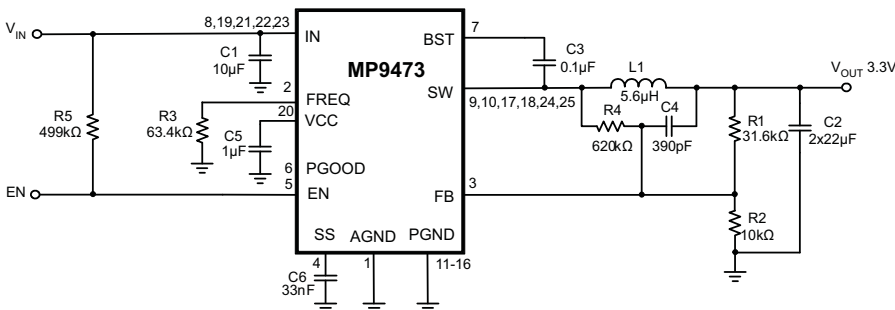 V_IN
8,19,21,22,23
IN
C1
10μF
R5
499kΩ
R3
63.4kΩ
2
FREQ
20
VCC
C5
1μF
6
PGOOD
5
EN
EN
MP9473
BST
7
C3
0.1μF
SW
9,10,17,18,24,25
L1
5.6μH
R4
620kΩ
C4
390pF
V_OUT 3.3V
R1
31.6kΩ
C2
2x22μF
FB
3
R2
10kΩ
SS
AGND
PGND
4
1
11-16
C6
33nF